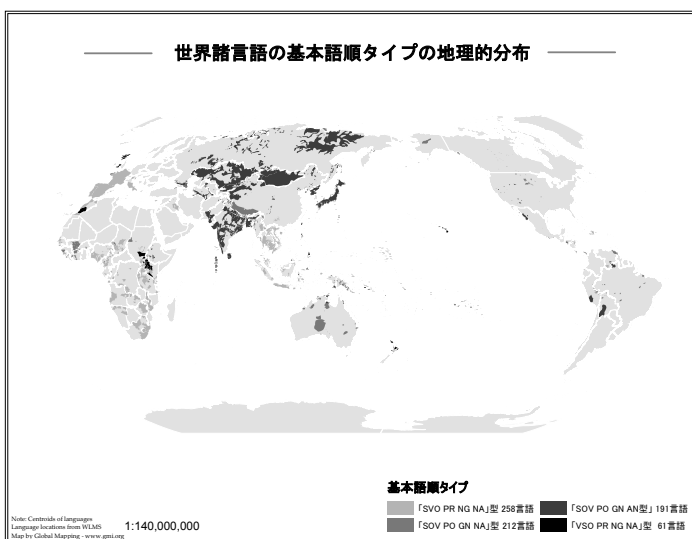 世界諸言語の基本語順タイプの地理的分布
基本語順タイプ
「SVO PR NG NA」型 258言語
「SOV PO GN AN型」 191言語
「SOV PO GN NA」型 212言語
「VSO PR NG NA」型 61言語
Note: Centroids of languages
Language locations from WLMS
Map by Global Mapping - www.gmi.org
1:140,000,000